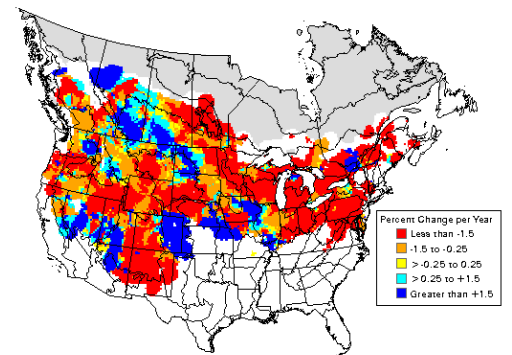 Percent Change per Year
Less than -1.5
-1.5 to -0.25
> -0.25 to 0.25
> 0.25 to +1.5
Greater than +1.5